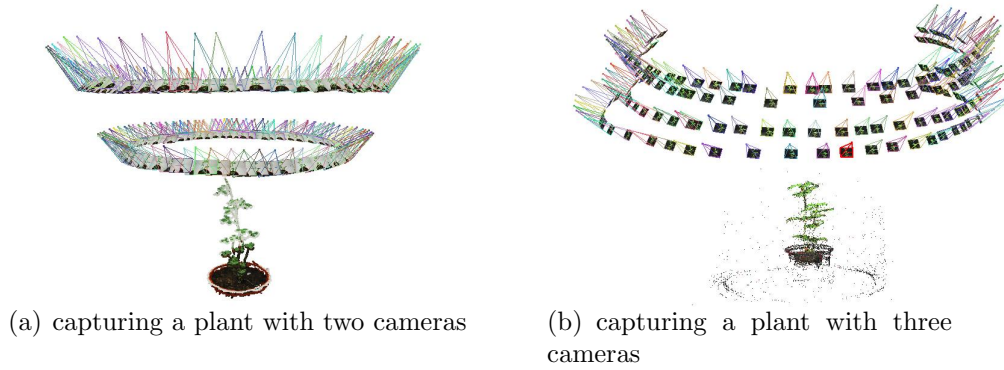 (a) capturing a plant with two cameras
(b) capturing a plant with three
cameras